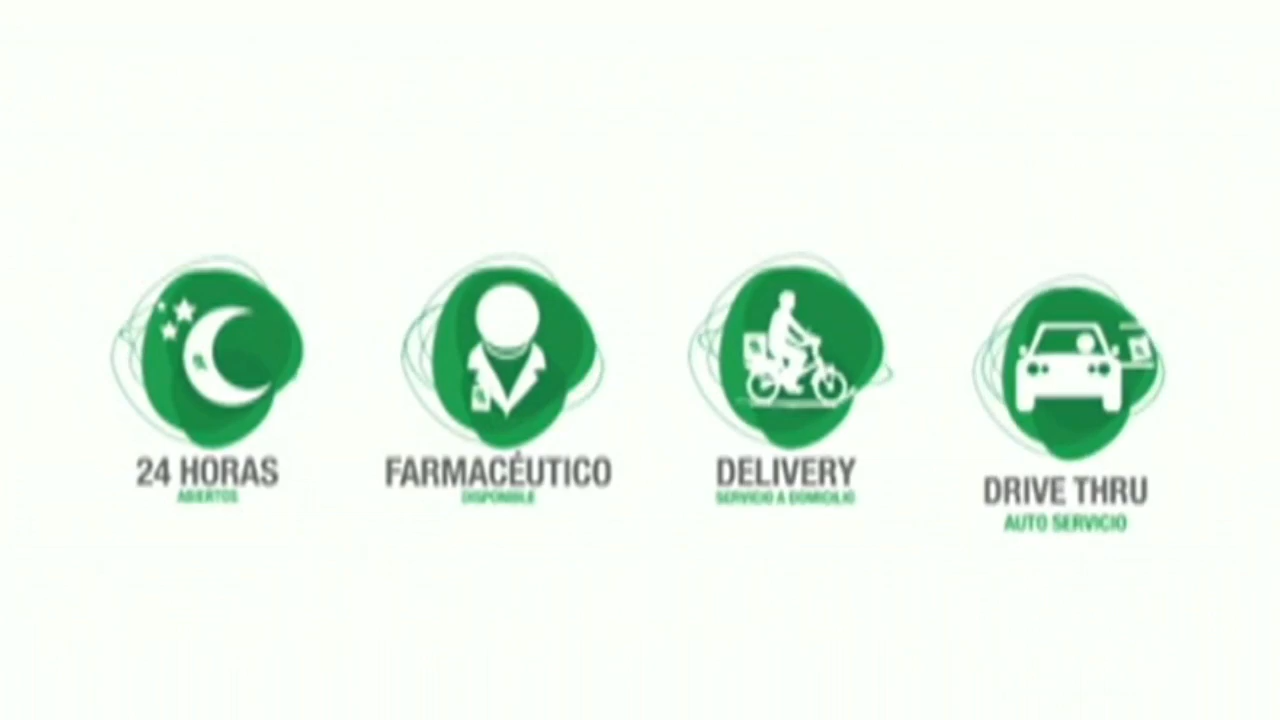 24 HORAS
ABIERTOS
FARMACÉUTICO
DISPONIBLE
DELIVERY
SERVICIO A DOMICILIO
DRIVE THRU
AUTO SERVICIO